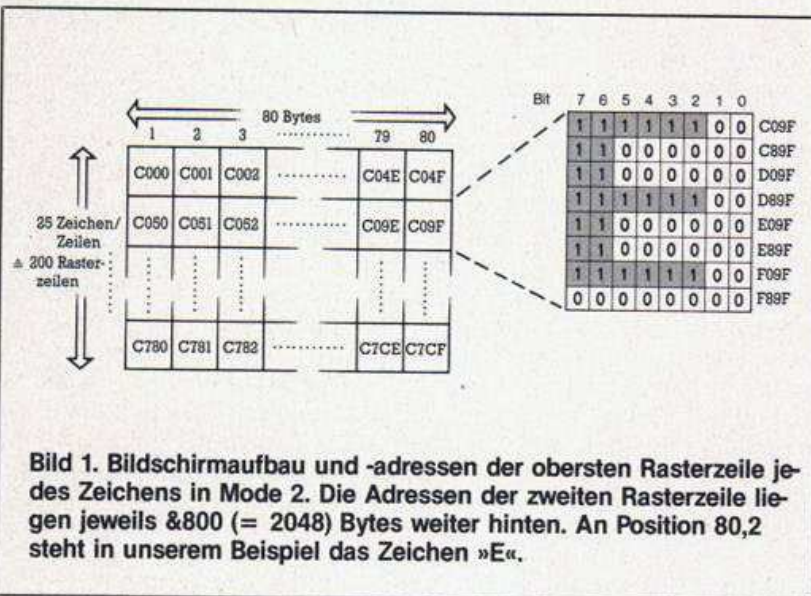 80 Bytes
1 2 3 ........... 79 80
C000 C001 C002 ........... C04E C04F
C050 C051 C052 ........... C09E C09F
C780 C781 C782 ........... C7CE C7CF
25 Zeichen/
Zeilen
≙ 200 Raster-
zeilen
Bit 7 6 5 4 3 2 1 0
1 1 1 1 1 1 0 0 C09F
1 1 0 0 0 0 0 0 C89F
1 1 0 0 0 0 0 0 D09F
1 1 1 1 1 1 0 0 D89F
1 1 0 0 0 0 0 0 E09F
1 1 0 0 0 0 0 0 E89F
1 1 1 1 1 1 0 0 F09F
0 0 0 0 0 0 0 0 F89F
Bild 1. Bildschirmaufbau und -adressen der obersten Rasterzeile je-
des Zeichens in Mode 2. Die Adressen der zweiten Rasterzeile lie-
gen jeweils &800 (= 2048) Bytes weiter hinten. An Position 80,2
steht in unserem Beispiel das Zeichen »E«.